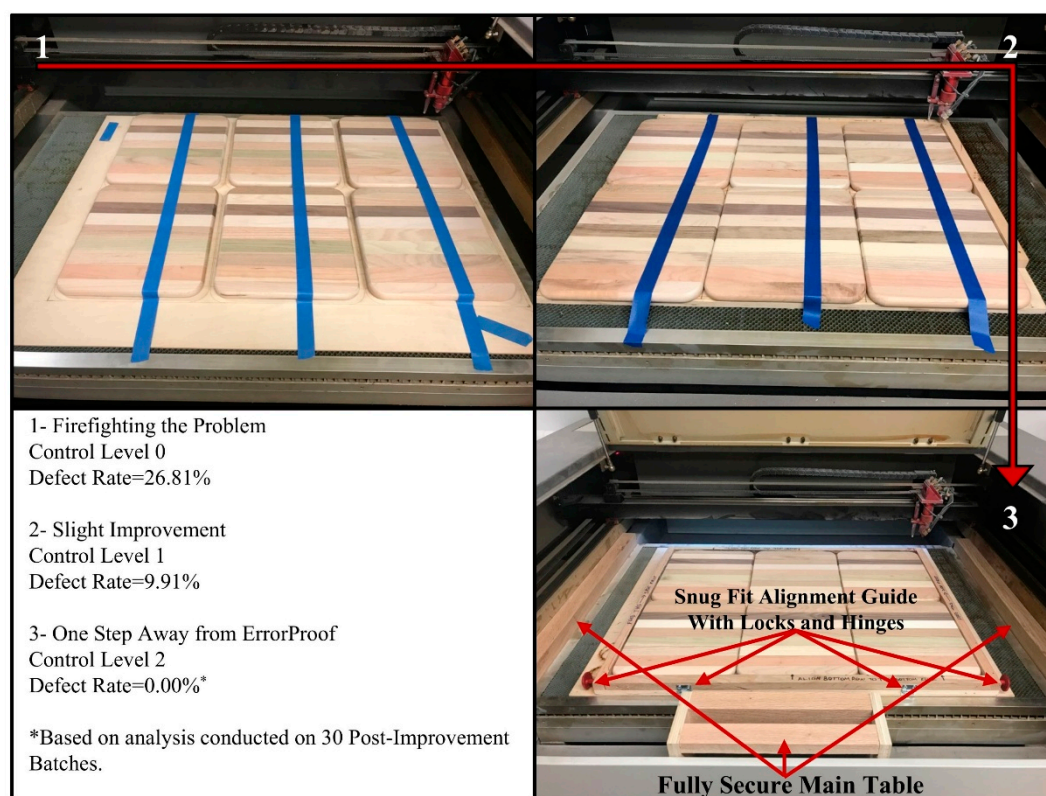 1
2
1- Firefighting the Problem
Control Level 0
Defect Rate=26.81%
2- Slight Improvement
Control Level 1
Defect Rate=9.91%
3- One Step Away from ErrorProof
Control Level 2
Defect Rate=0.00%*
*Based on analysis conducted on 30 Post-Improvement
Batches.
3
Snug Fit Alignment Guide
With Locks and Hinges
Fully Secure Main Table